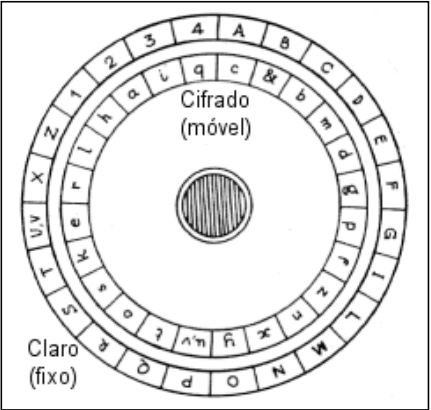 A B C D E F G I L M N O P Q R S T U,V X Z 1 2 3 4
c & b m d g p f z n x y u,v t o s k e r l h a i q
Cifrado
(móvel)
Claro
(fixo)